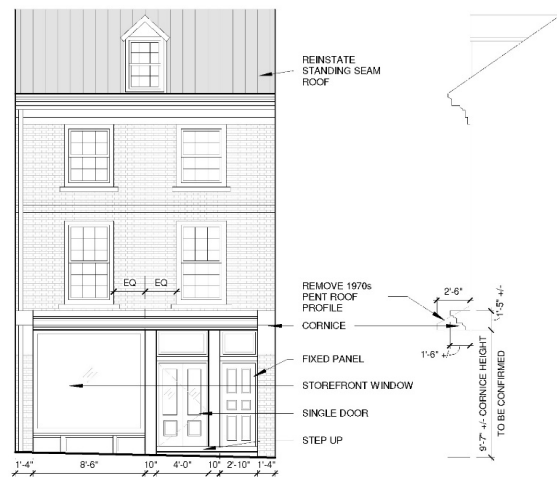 REINSTATE
STANDING SEAM
ROOF
EQ EQ
REMOVE 1970s
PENT ROOF
PROFILE
2'-6"
1'-5" +/-
CORNICE
1'-6" +/-
FIXED PANEL
STOREFRONT WINDOW
SINGLE DOOR
STEP UP
9'-7" +/- CORNICE HEIGHT
TO BE CONFIRMED
1'-4" 8'-6" 10" 4'-0" 10" 2'-10" 1'-4"